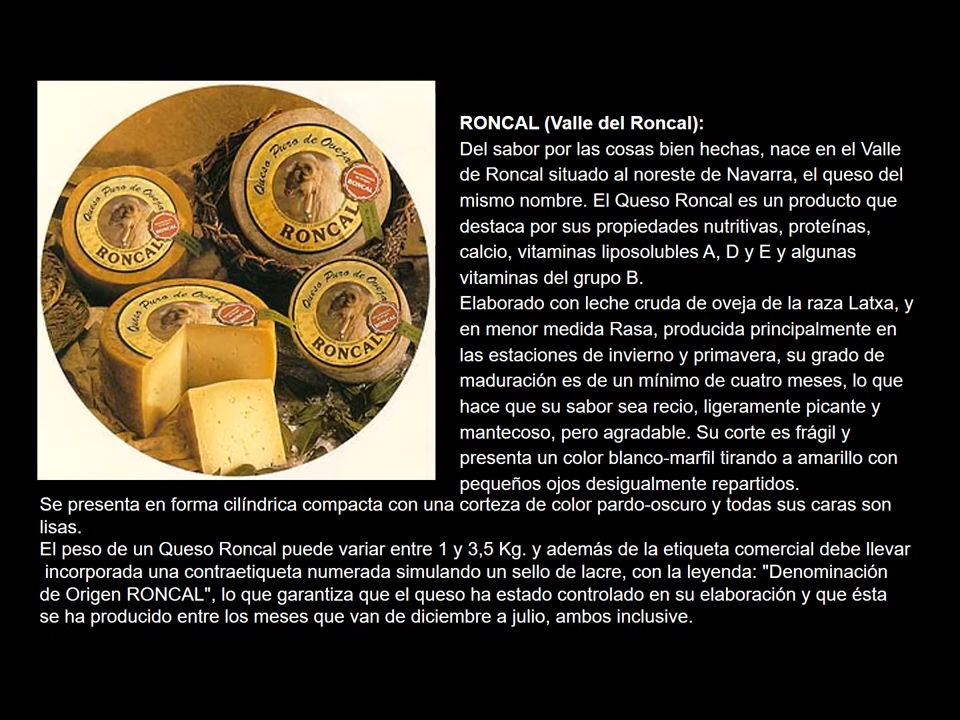 Queso Puro de Oveja
RONCAL
RONCAL
Queso Puro de Oveja
RONCAL
RONCAL
Queso Puro de Oveja
Queso Puro de Oveja
RONCAL
RONCAL
RONCAL (Valle del Roncal):
Del sabor por las cosas bien hechas, nace en el Valle
de Roncal situado al noreste de Navarra, el queso del
mismo nombre. El Queso Roncal es un producto que
destaca por sus propiedades nutritivas, proteínas,
calcio, vitaminas liposolubles A, D y E y algunas
vitaminas del grupo B.
Elaborado con leche cruda de oveja de la raza Latxa, y
en menor medida Rasa, producida principalmente en
las estaciones de invierno y primavera, su grado de
maduración es de un mínimo de cuatro meses, lo que
hace que su sabor sea recio, ligeramente picante y
mantecoso, pero agradable. Su corte es frágil y
presenta un color blanco-marfil tirando a amarillo con
pequeños ojos desigualmente repartidos.
Se presenta en forma cilíndrica compacta con una corteza de color pardo-oscuro y todas sus caras son
lisas.
El peso de un Queso Roncal puede variar entre 1 y 3,5 Kg. y además de la etiqueta comercial debe llevar
incorporada una contraetiqueta numerada simulando un sello de lacre, con la leyenda: "Denominación
de Origen RONCAL", lo que garantiza que el queso ha estado controlado en su elaboración y que ésta
se ha producido entre los meses que van de diciembre a julio, ambos inclusive.